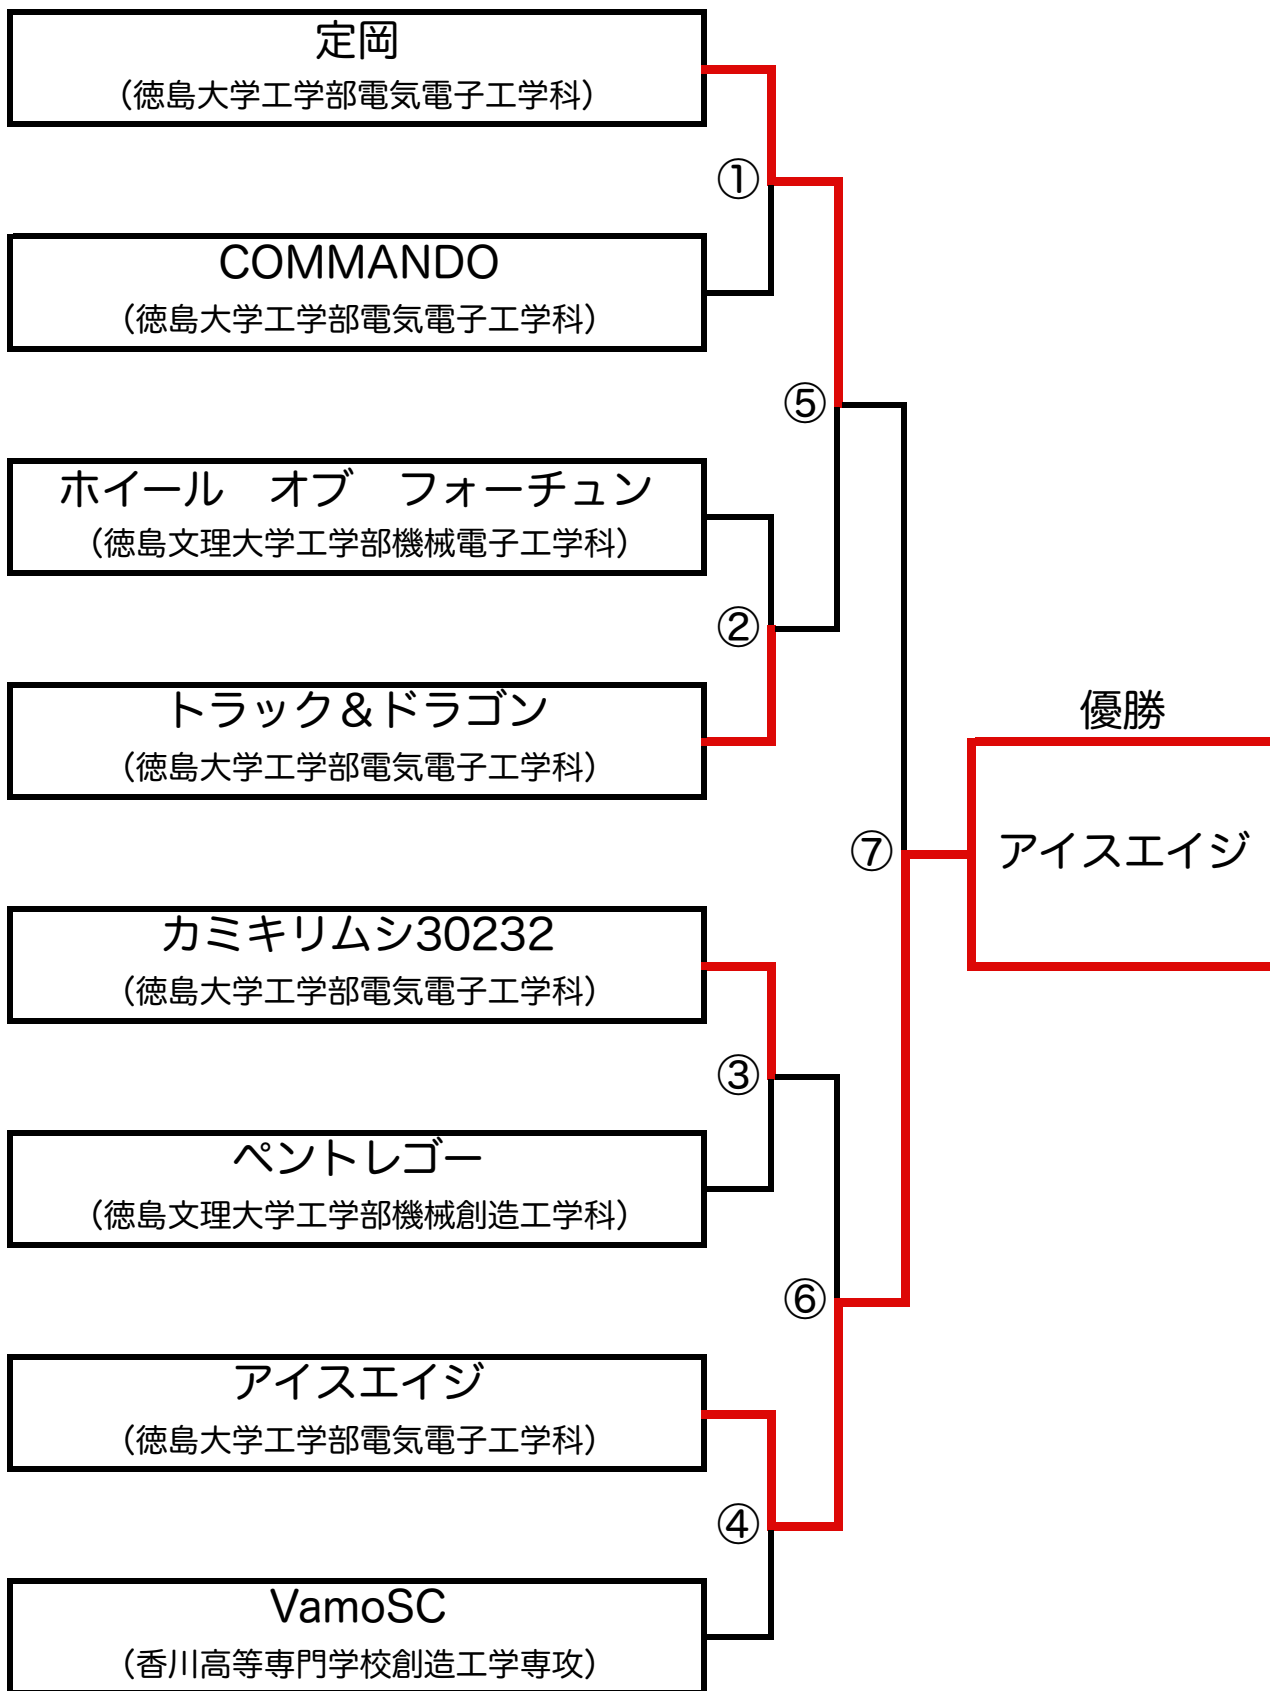 定岡
（徳島大学工学部電気電子工学科）
①
COMMANDO
（徳島大学工学部電気電子工学科）
⑤
ホイール　オブ　フォーチュン
（徳島文理大学工学部機械電子工学科）
②
トラック＆ドラゴン
（徳島大学工学部電気電子工学科）
優勝
⑦
アイスエイジ
カミキリムシ30232
（徳島大学工学部電気電子工学科）
③
ペントレゴー
（徳島文理大学工学部機械創造工学科）
⑥
アイスエイジ
（徳島大学工学部電気電子工学科）
④
VamoSC
（香川高等専門学校創造工学専攻）